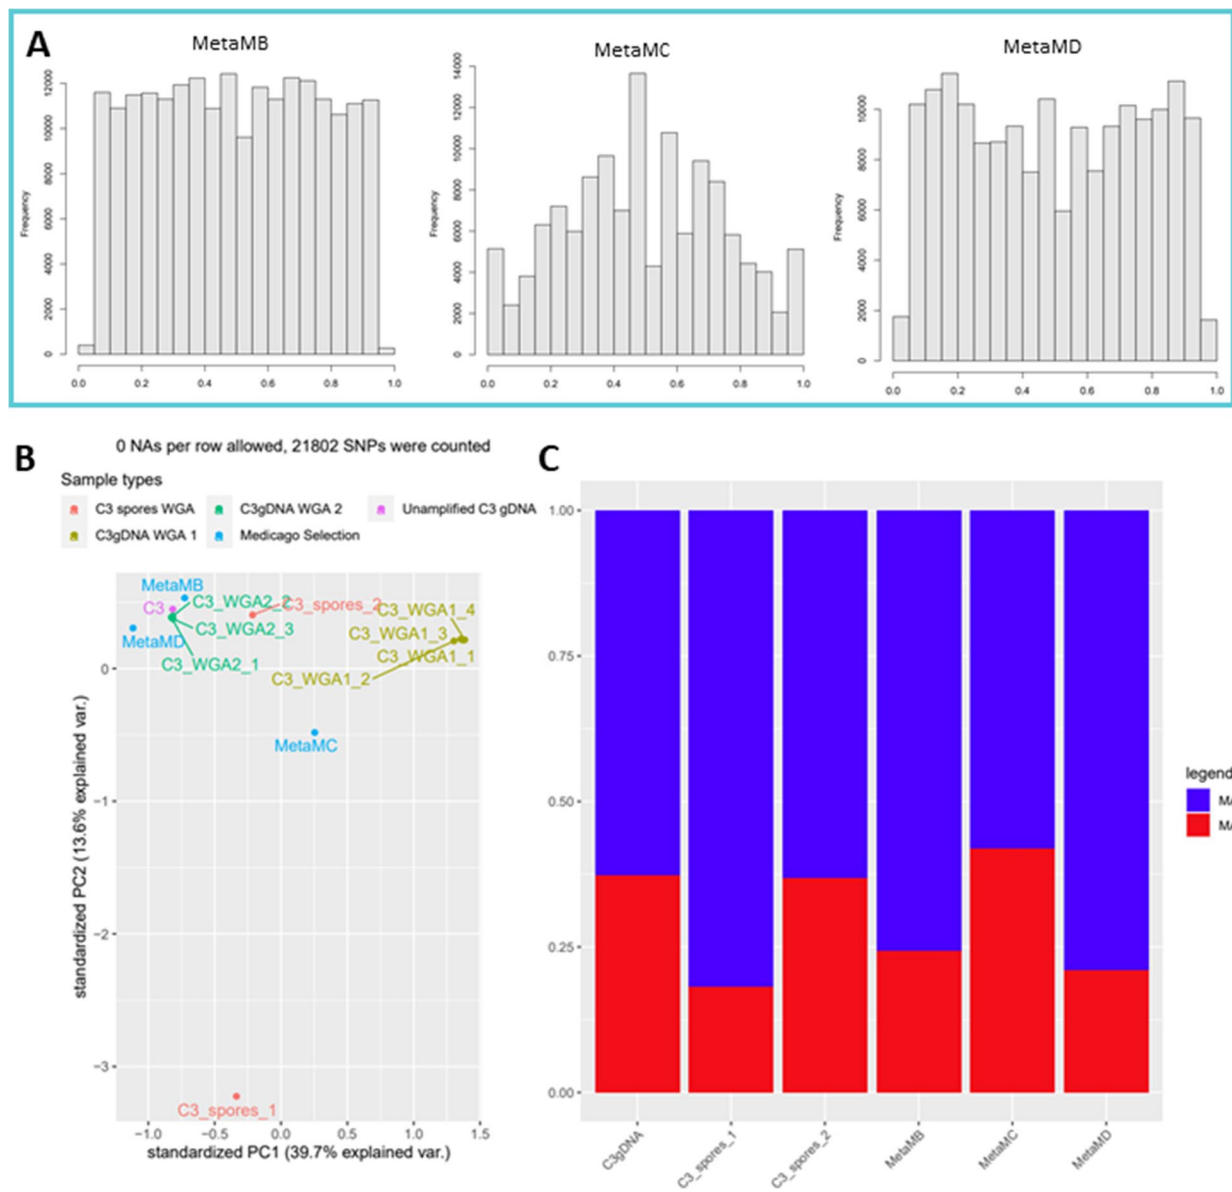 A
MetaMB
MetaMC
MetaMD
Frequency
0 2000 4000 6000 8000 10000 12000
0.0 0.2 0.4 0.6 0.8 1.0
Frequency
0 2000 4000 6000 8000 10000 12000 14000
0.0 0.2 0.4 0.6 0.8 1.0
Frequency
0 2000 4000 6000 8000 10000
0.0 0.2 0.4 0.6 0.8 1.0
B
0 NAs per row allowed, 21802 SNPs were counted
Sample types
C3 spores WGA
C3gDNA WGA 2
Unamplified C3 gDNA
C3gDNA WGA 1
Medicago Selection
MetaMB
C3
C3_WGA2_2
C3_spores_2
C3_WGA1_4
MetaMD
C3_WGA2_3
C3_WGA1_3
C3_WGA1_1
C3_WGA2_1
C3_WGA1_2
MetaMC
C3_spores_1
0
−1
−2
−3
standardized PC2 (13.6% explained var.)
−1.0 −0.5 0.0 0.5 1.0 1.5
standardized PC1 (39.7% explained var.)
C
1.00
0.75
0.50
0.25
0.00
C3gDNA
C3_spores_1
C3_spores_2
MetaMB
MetaMC
MetaMD
legend